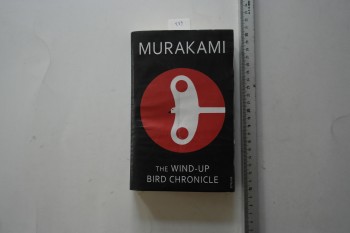 MURAKAMI
THE WIND-UP
BIRD CHRONICLE